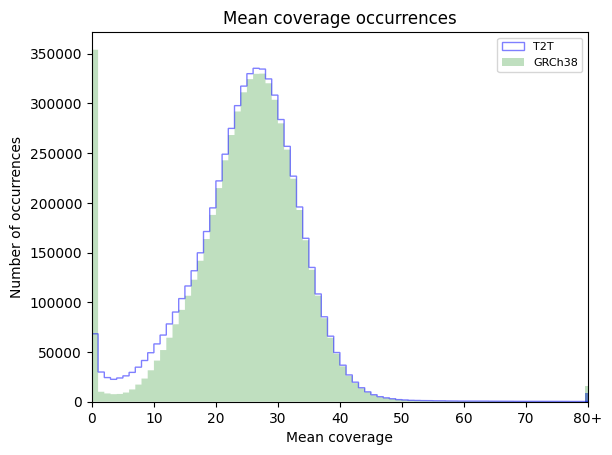 Mean coverage occurrences
T2T
GRCh38
350000
300000
250000
200000
150000
100000
50000
0
Number of occurrences
0 10 20 30 40 50 60 70 80+
Mean coverage